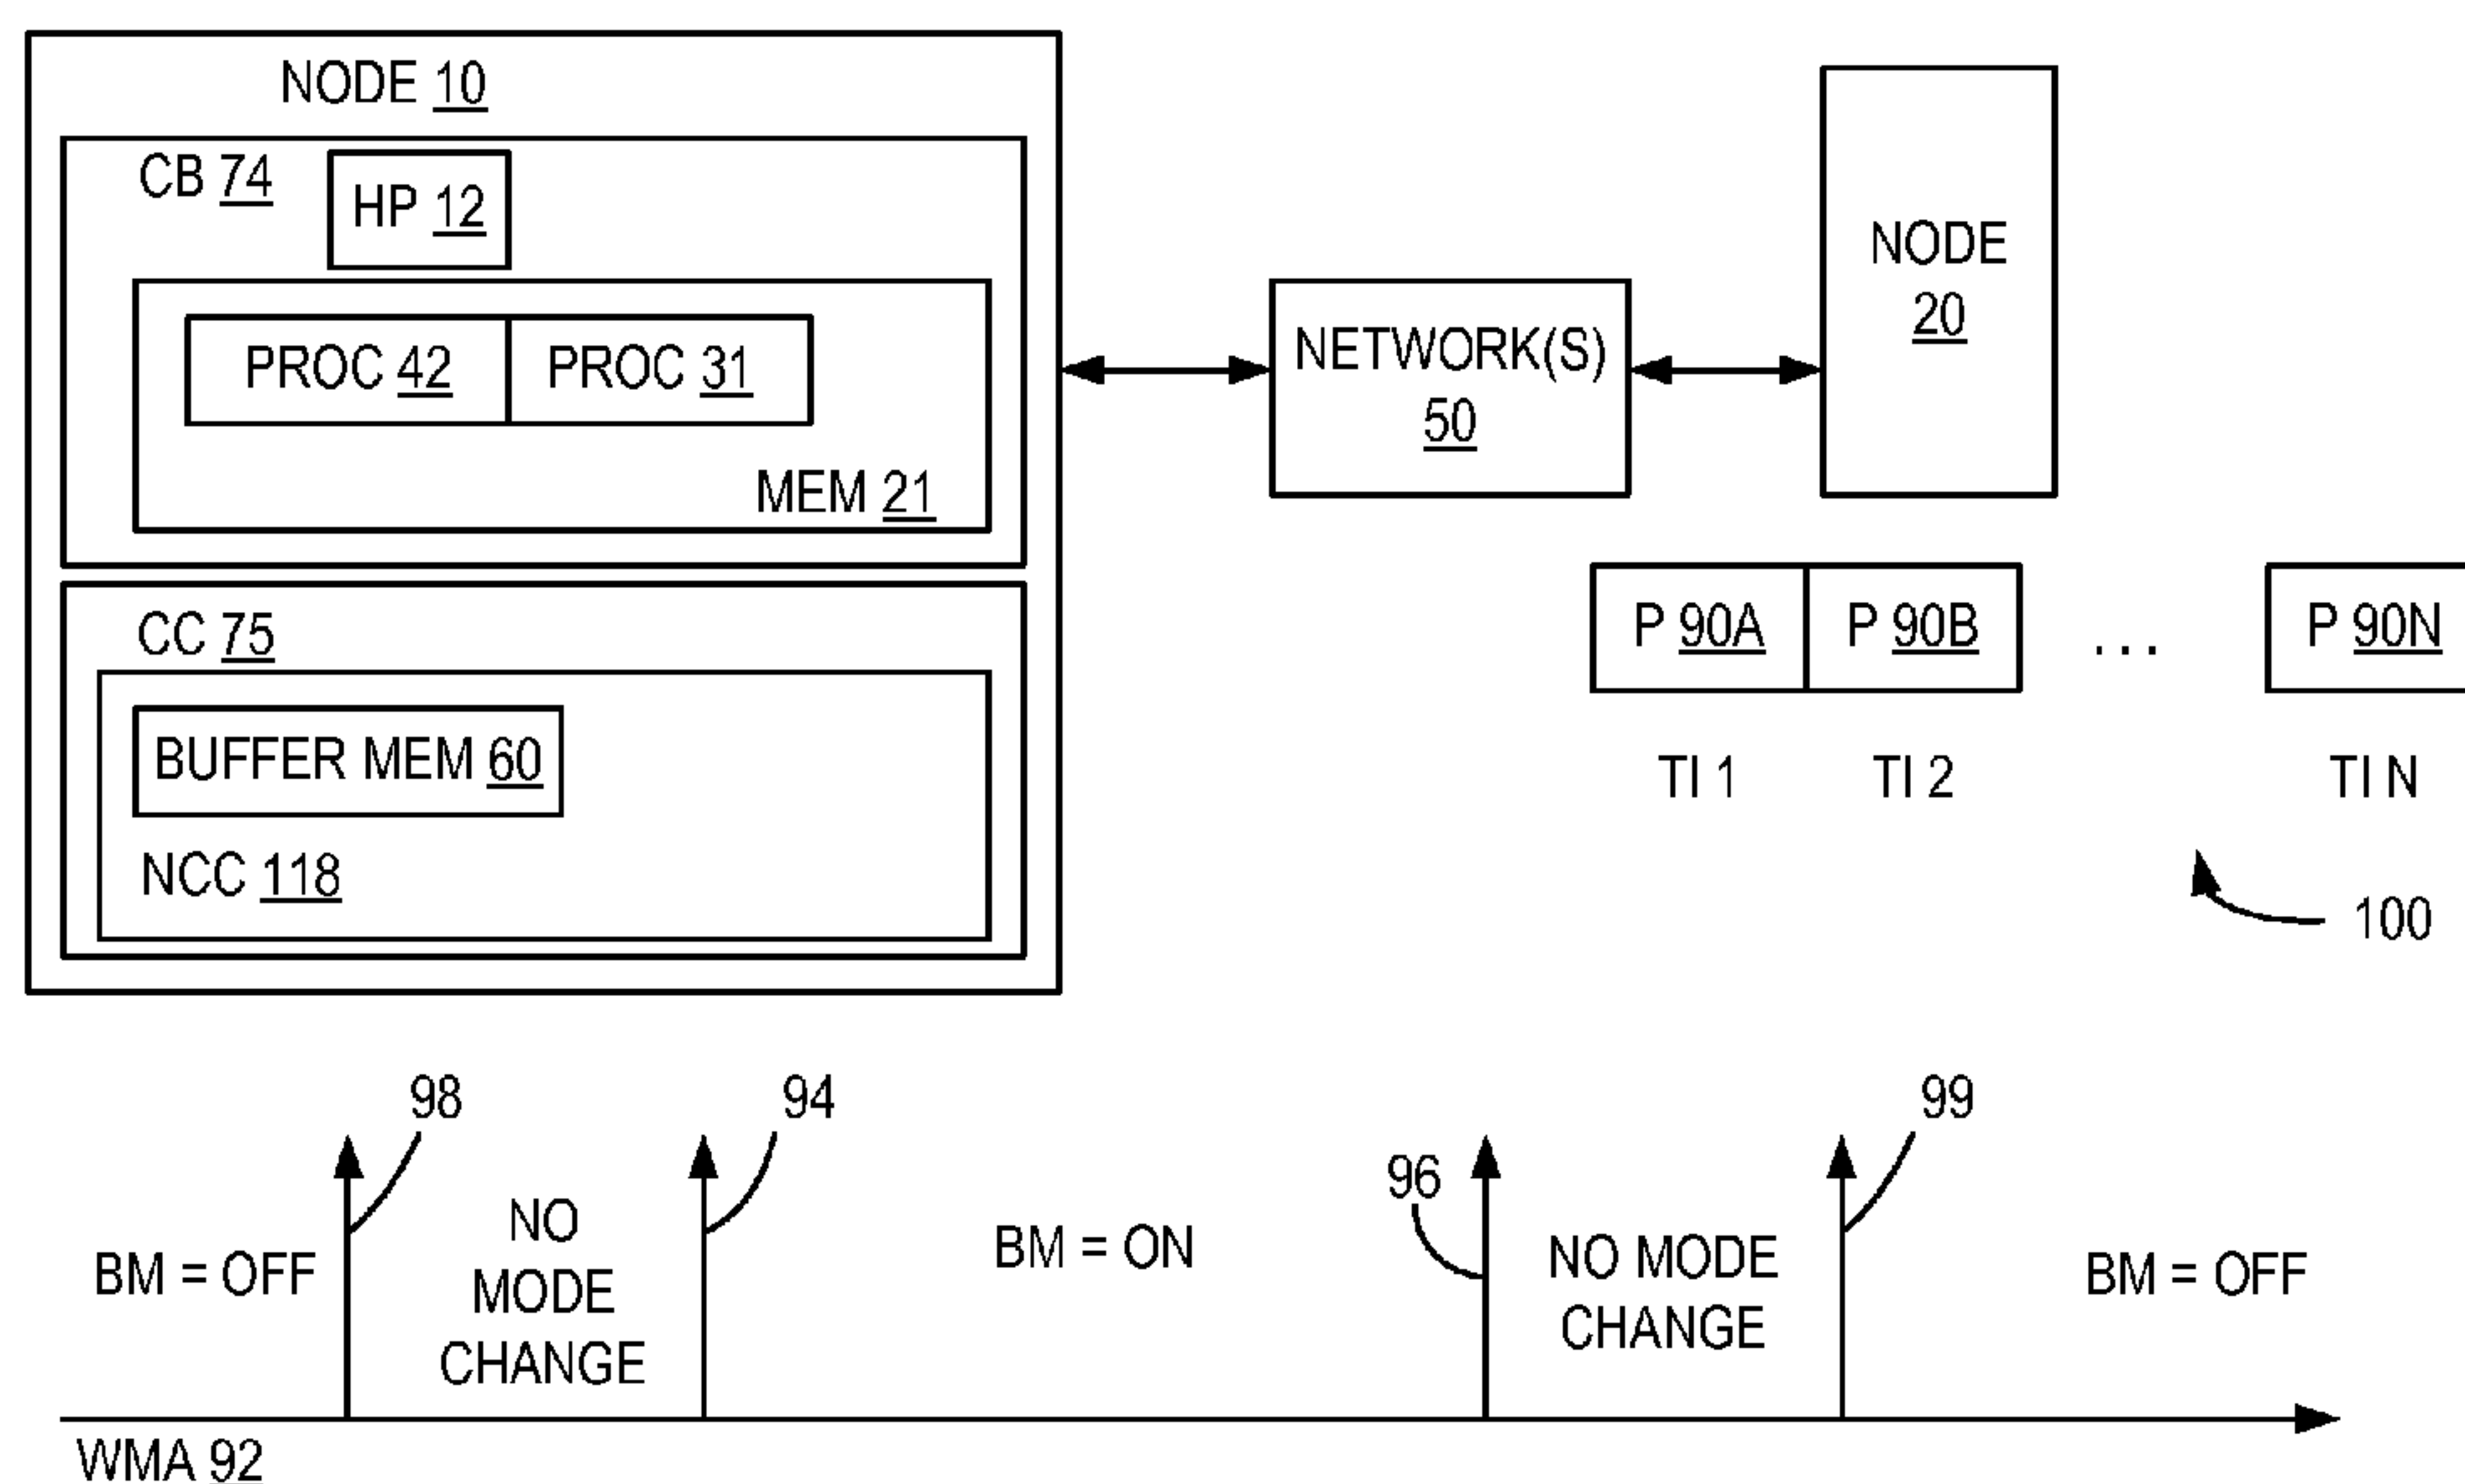 NODE 10
CB 74
HP 12
PROC 42
PROC 31
MEM 21
CC 75
BUFFER MEM 60
NCC 118
NETWORK(S)
50
NODE
20
P 90A
P 90B
...
P 90N
TI 1
TI 2
TI N
100
98
94
96
99
BM = OFF
NO
MODE
CHANGE
BM = ON
NO MODE
CHANGE
BM = OFF
WMA 92